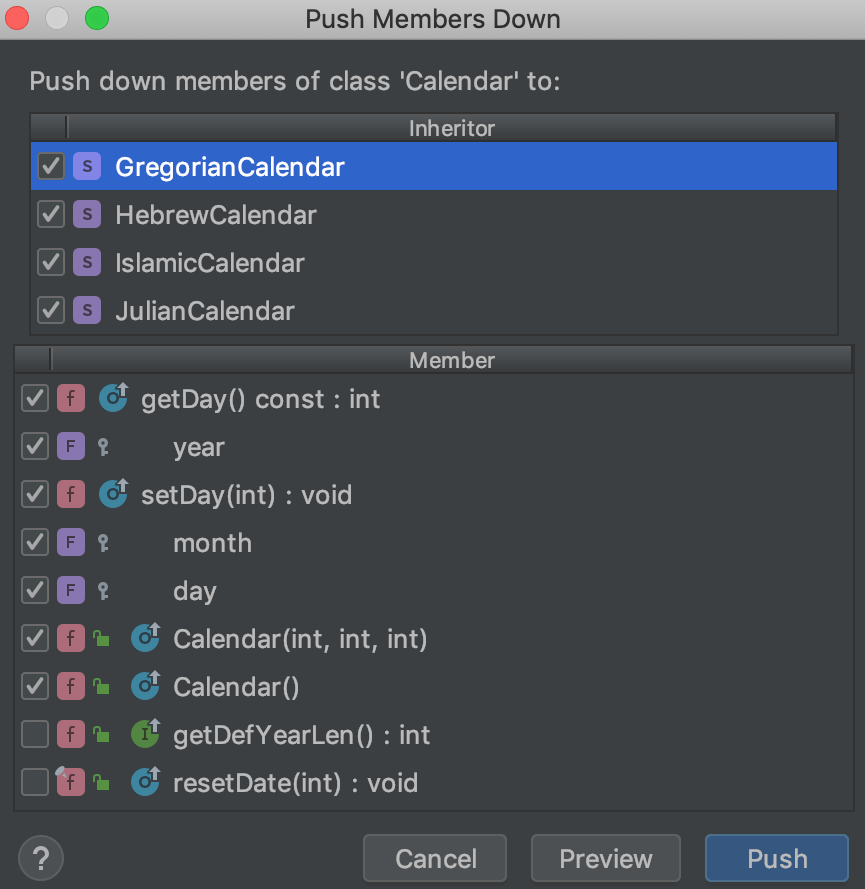 Push Members Down
Push down members of class 'Calendar' to:
Inheritor
S GregorianCalendar
S HebrewCalendar
S IslamicCalendar
S JulianCalendar
Member
f O getDay() const : int
F year
f O setDay(int) : void
F month
F day
f O Calendar(int, int, int)
f O Calendar()
f I getDefYearLen() : int
f O resetDate(int) : void
? Cancel Preview Push